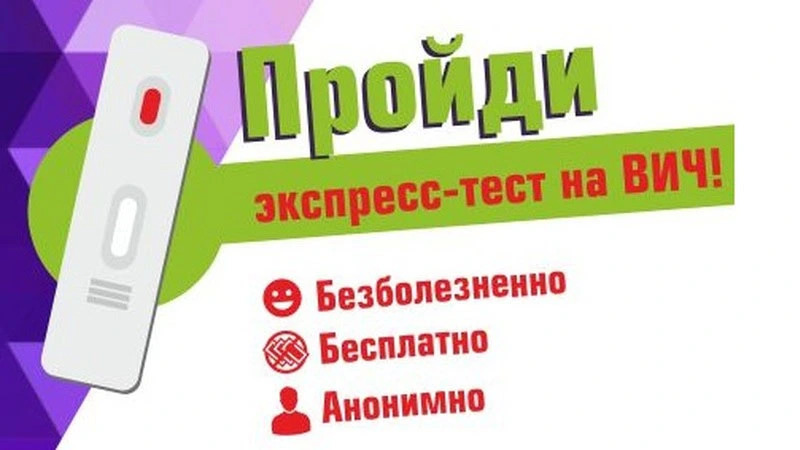 Пройди
экспресс-тест на ВИЧ!
Безболезненно
Бесплатно
Анонимно